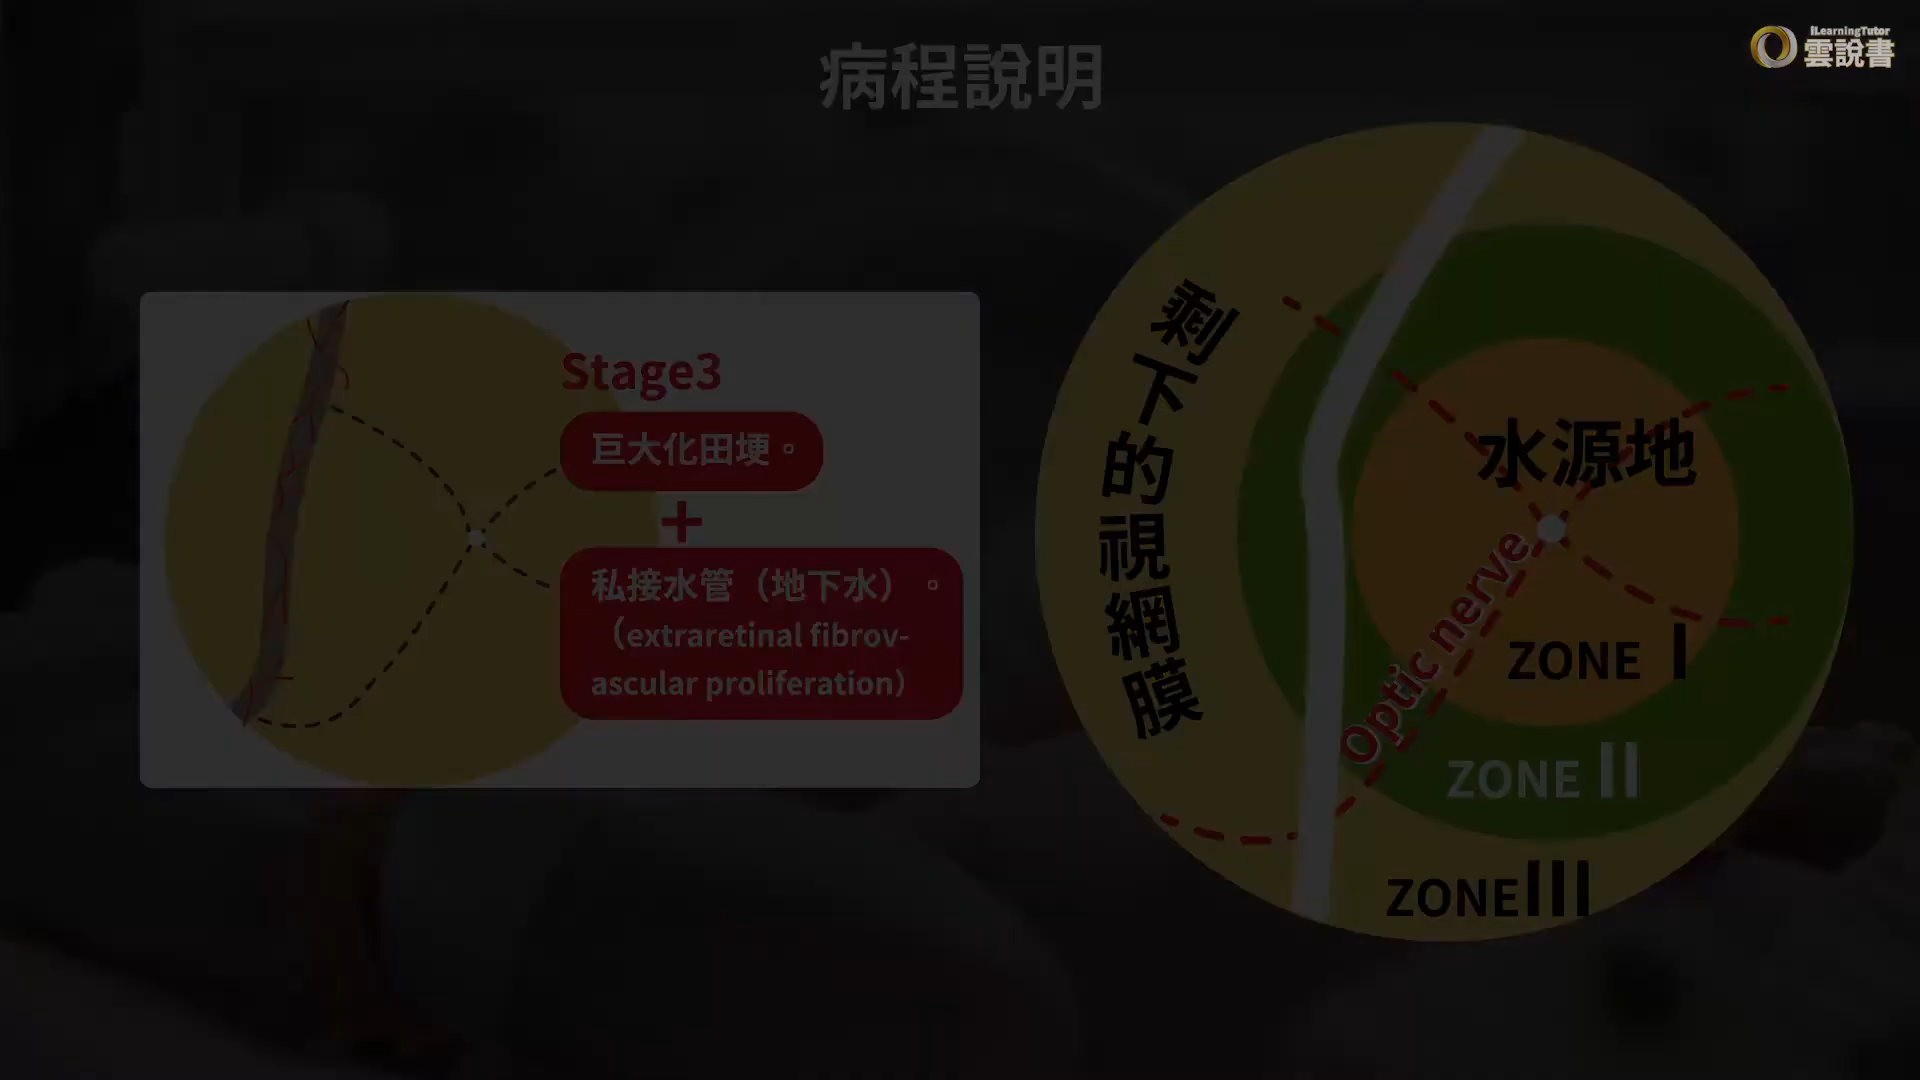 iLearningTutor
雲說書
病程說明
Stage3
巨大化田埂。
+
私接水管（地下水）。
（extraretinal fibrov-
ascular proliferation）
剩下的視網膜
水源地
Optic nerve
ZONE I
ZONE II
ZONE III